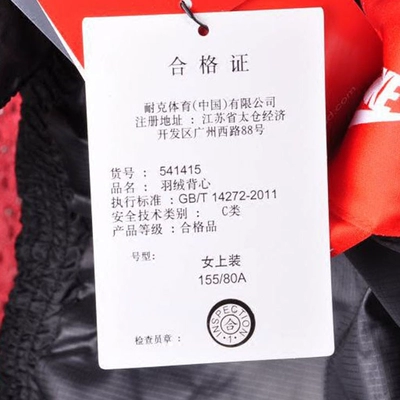 合格证
耐克体育(中国)有限公司
注册地址：江苏省太仓经济
开发区广州西路88号
货号： 541415
品名：羽绒背心
执行标准：GB/T 14272-2011
安全技术类别： C类
产品等级：合格品
号型： 女上装
155/80A
检查员章：
INSPECTION
合
·1·